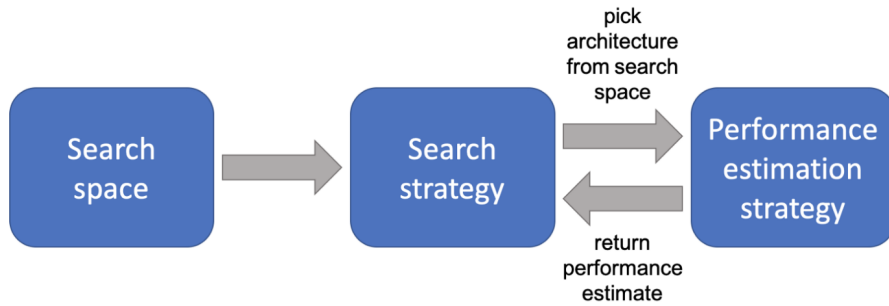 Search
space
Search
strategy
pick
architecture
from search
space
return
performance
estimate
Performance
estimation
strategy